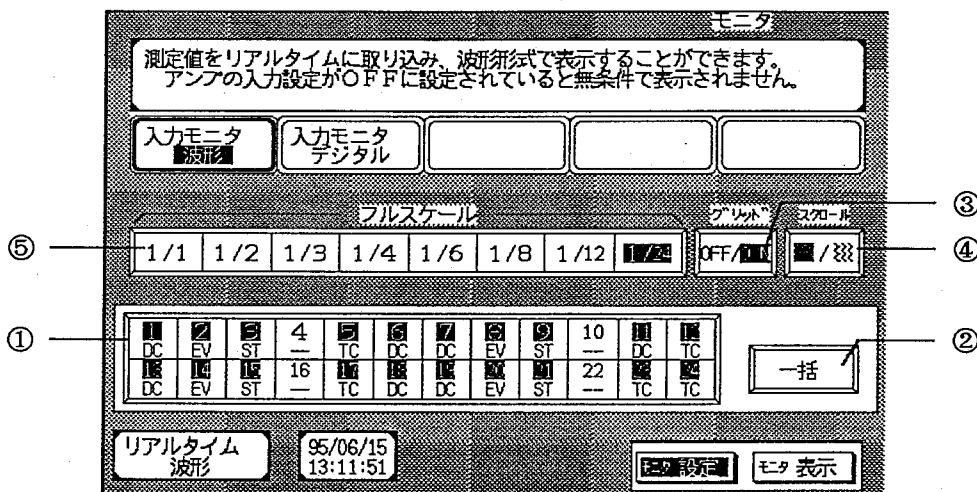 モニタ
測定値をリアルタイムに取り込み、波形形式で表示することができます。
アンプの入力設定がOFFに設定されていると無条件で表示されません。
入力モニタ
波形
入力モニタ
デジタル
フルスケール
グリッド
スクロール
③
⑤
1/1 1/2 1/3 1/4 1/6 1/8 1/12 1/24
OFF/ON
④
①
1 2 3 4 5 6 7 8 9 10 11 12
DC EV ST -- TC DC DC EV ST -- DC TC
13 14 15 16 17 18 19 20 21 22 23 24
DC EV ST -- TC DC DC EV ST -- TC TC
一括
②
リアルタイム
波形
95/06/15
13:11:51
モニタ 設定
モニタ 表示